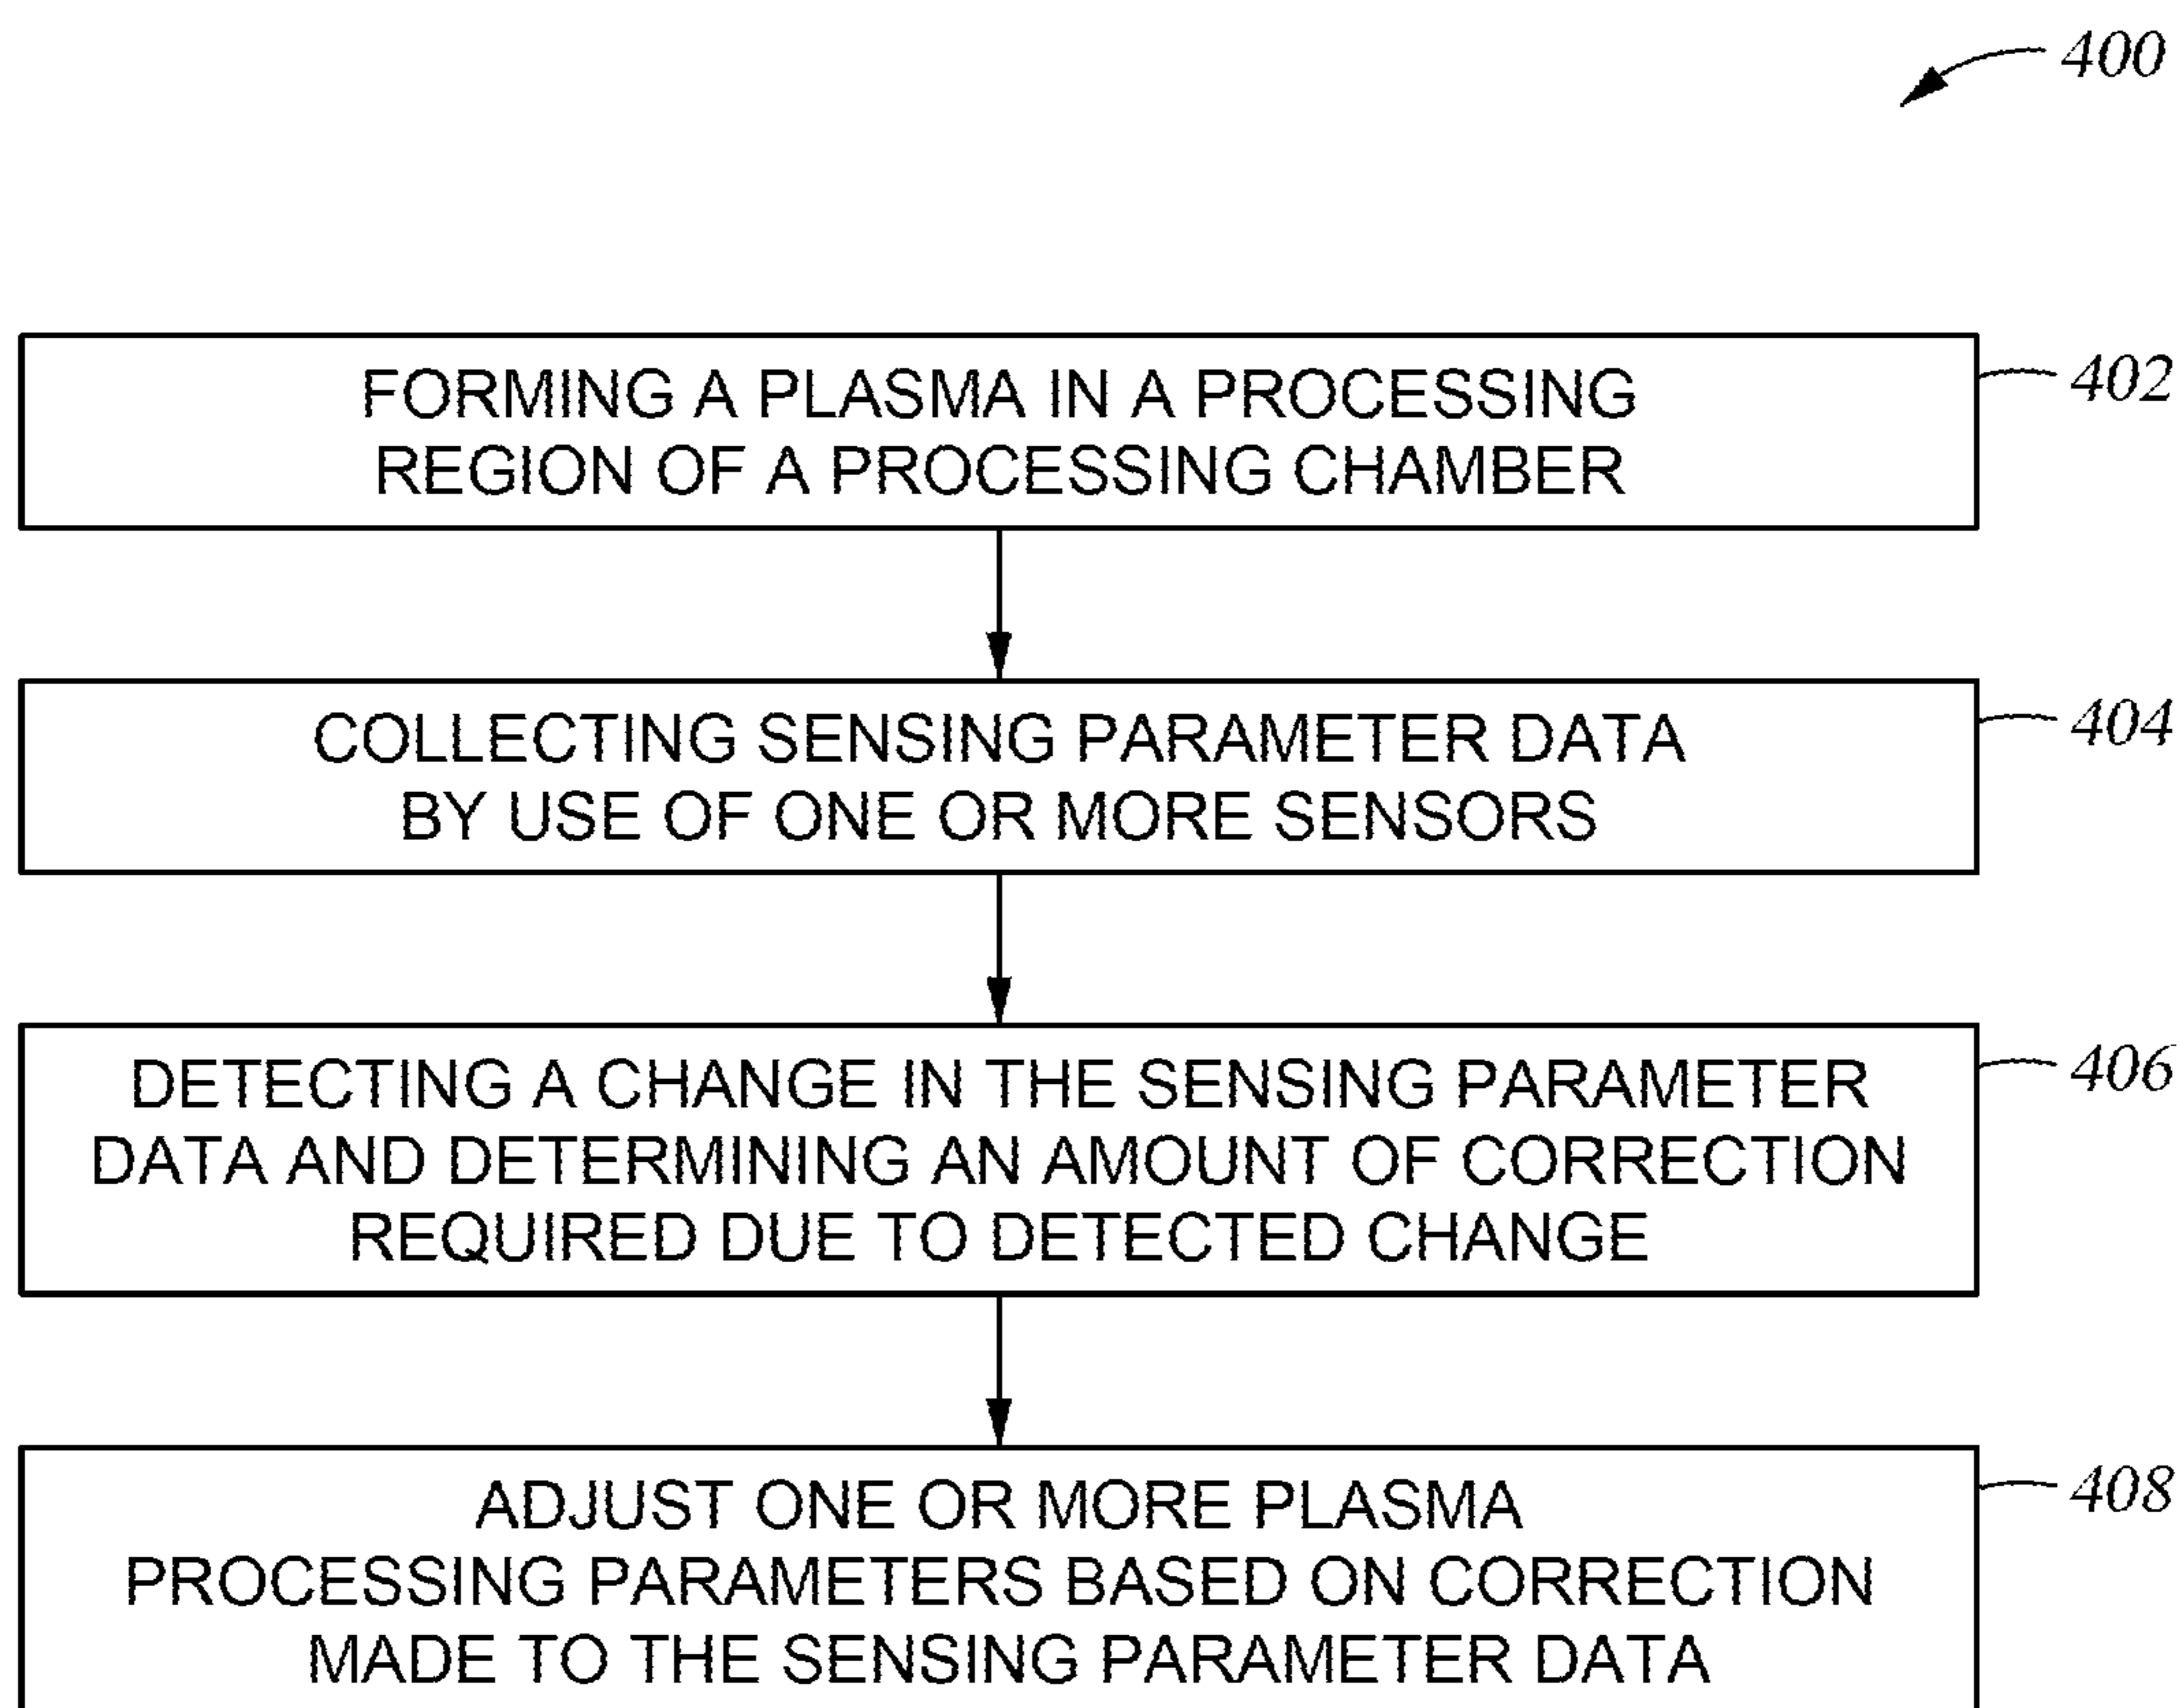 400
FORMING A PLASMA IN A PROCESSING
REGION OF A PROCESSING CHAMBER
402
COLLECTING SENSING PARAMETER DATA
BY USE OF ONE OR MORE SENSORS
404
DETECTING A CHANGE IN THE SENSING PARAMETER
DATA AND DETERMINING AN AMOUNT OF CORRECTION
REQUIRED DUE TO DETECTED CHANGE
406
ADJUST ONE OR MORE PLASMA
PROCESSING PARAMETERS BASED ON CORRECTION
MADE TO THE SENSING PARAMETER DATA
408